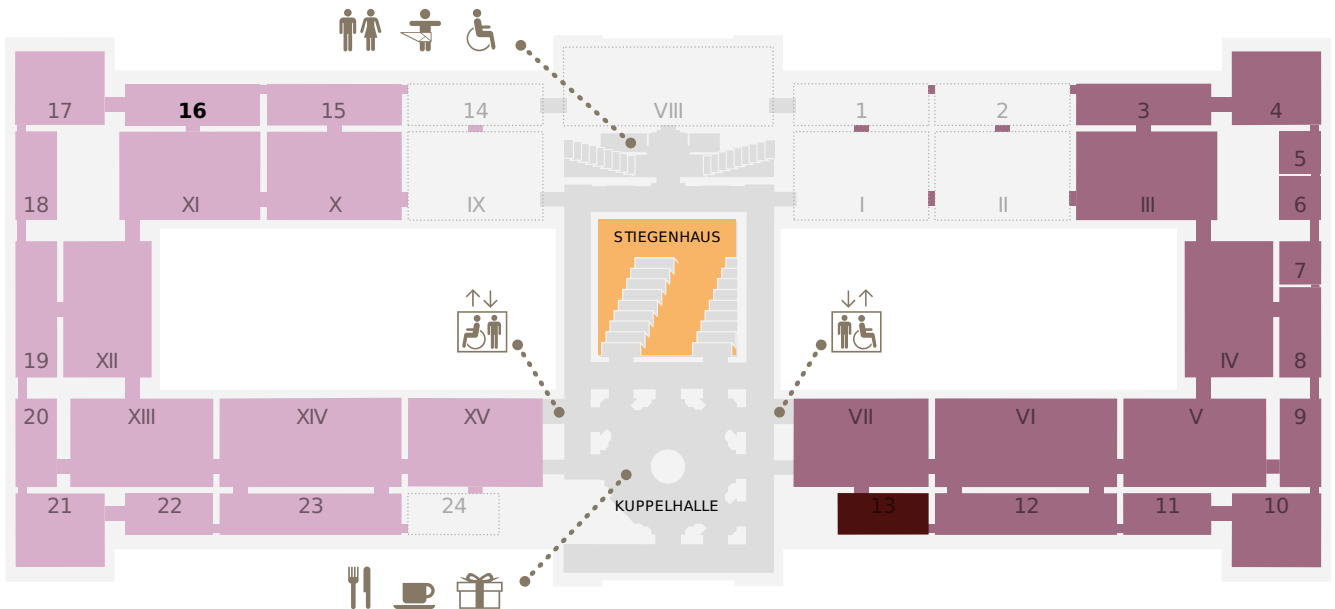 17
16
15
14
VIII
1
2
3
4
5
18
XI
X
IX
I
II
III
6
STIEGENHAUS
7
19
XII
IV
8
20
XIII
XIV
XV
VII
VI
V
9
21
22
23
24
KUPPELHALLE
13
12
11
10